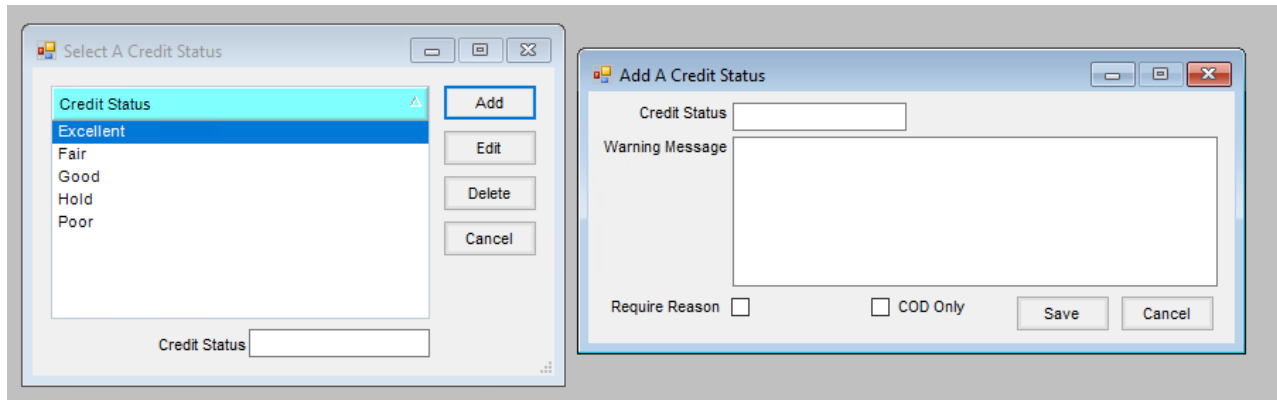 Select A Credit Status
Credit Status
Excellent
Fair
Good
Hold
Poor
Add
Edit
Delete
Cancel
Credit Status
Add A Credit Status
Credit Status
Warning Message
Require Reason
COD Only
Save
Cancel